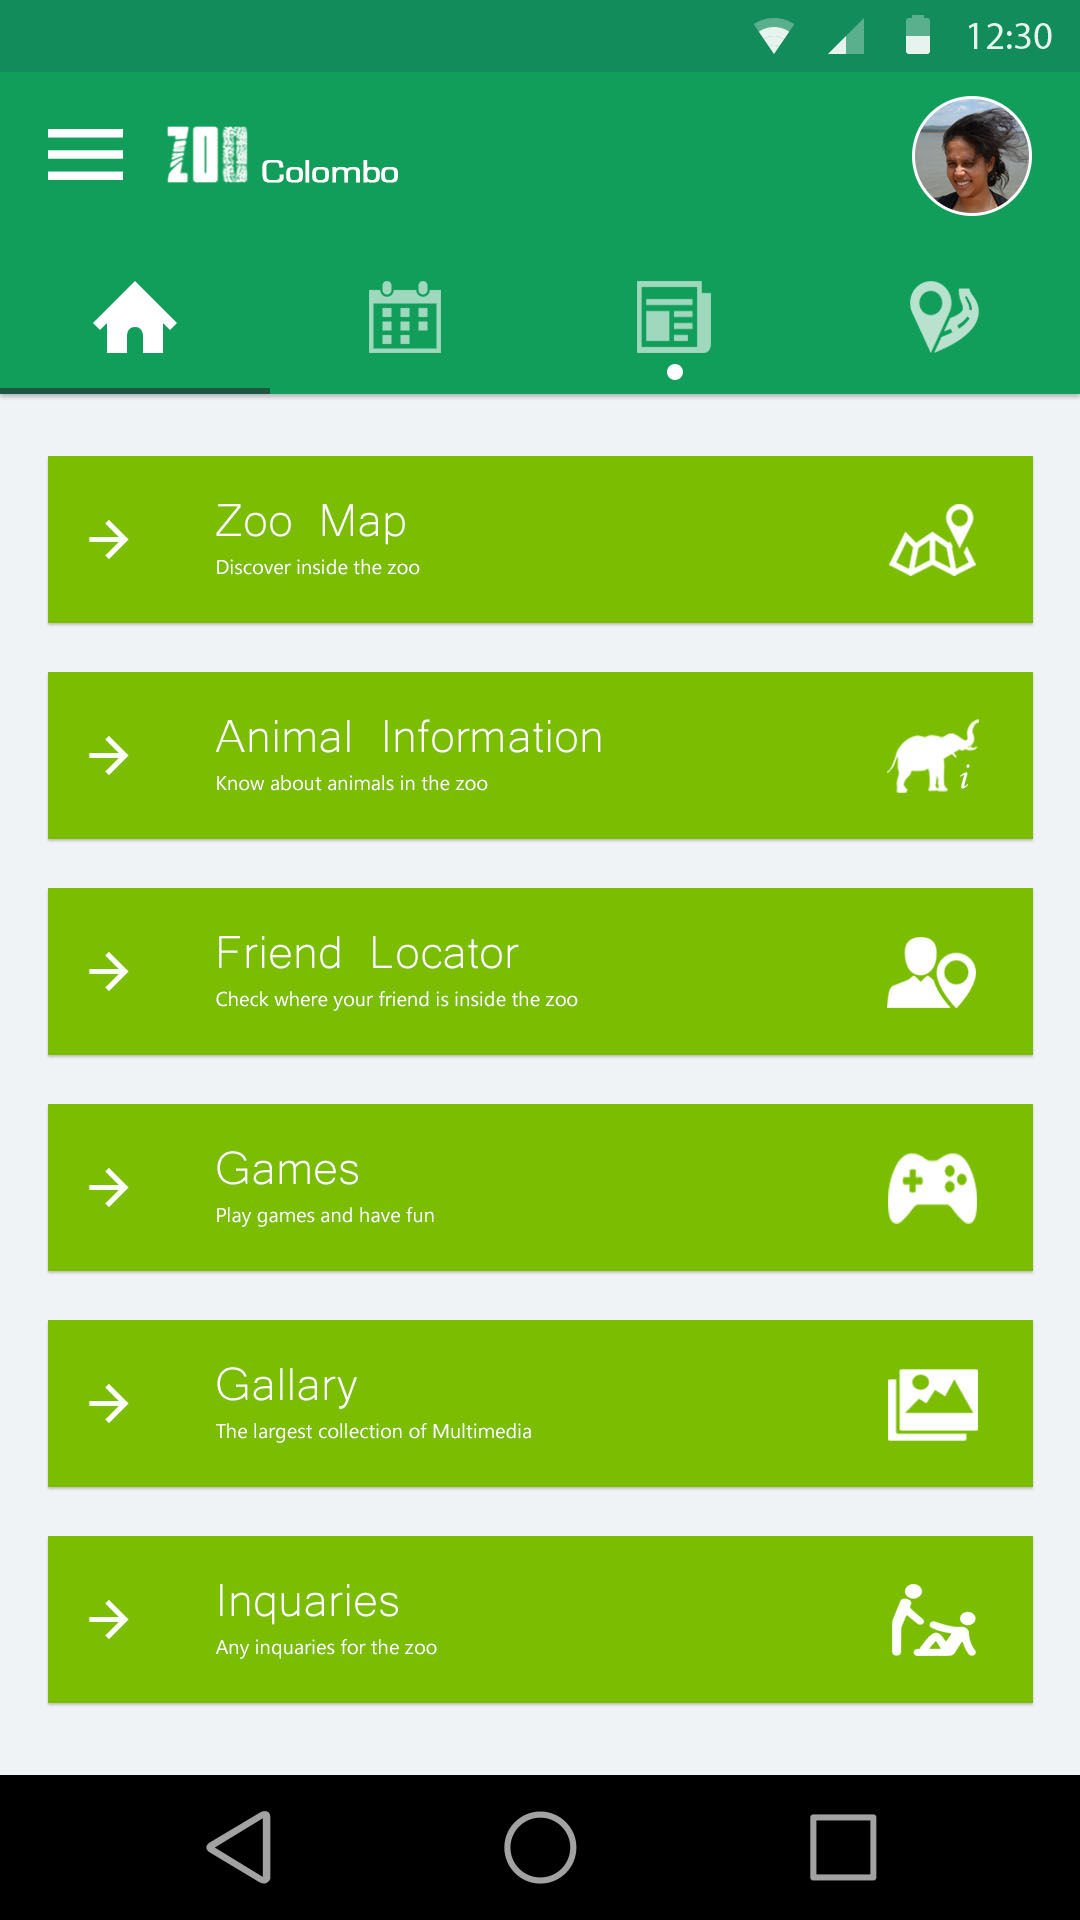 12:30
ZOO Colombo
Zoo Map
Discover inside the zoo
Animal Information
Know about animals in the zoo
i
Friend Locator
Check where your friend is inside the zoo
Games
Play games and have fun
Gallary
The largest collection of Multimedia
Inquaries
Any inquaries for the zoo